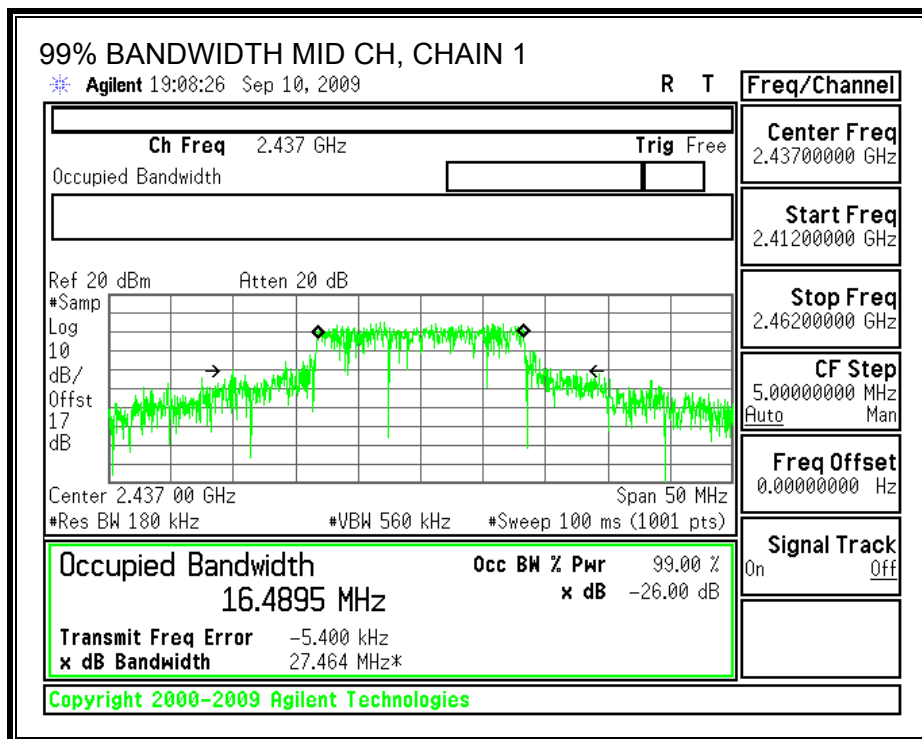 99% BANDWIDTH MID CH, CHAIN 1
Agilent 19:08:26 Sep 10, 2009 R T
Freq/Channel
Ch Freq 2.437 GHz Trig Free
Occupied Bandwidth
Center Freq
2.43700000 GHz
Start Freq
2.41200000 GHz
Stop Freq
2.46200000 GHz
CF Step
5.00000000 MHz
Auto Man
Freq Offset
0.00000000 Hz
Signal Track
On Off
Ref 20 dBm Atten 20 dB
#Samp
Log
10
dB/
Offst
17
dB
Center 2.437 00 GHz Span 50 MHz
#Res BW 180 kHz #VBW 560 kHz #Sweep 100 ms (1001 pts)
Occupied Bandwidth Occ BW % Pwr 99.00 %
16.4895 MHz x dB -26.00 dB
Transmit Freq Error -5.400 kHz
x dB Bandwidth 27.464 MHz*
Copyright 2000-2009 Agilent Technologies